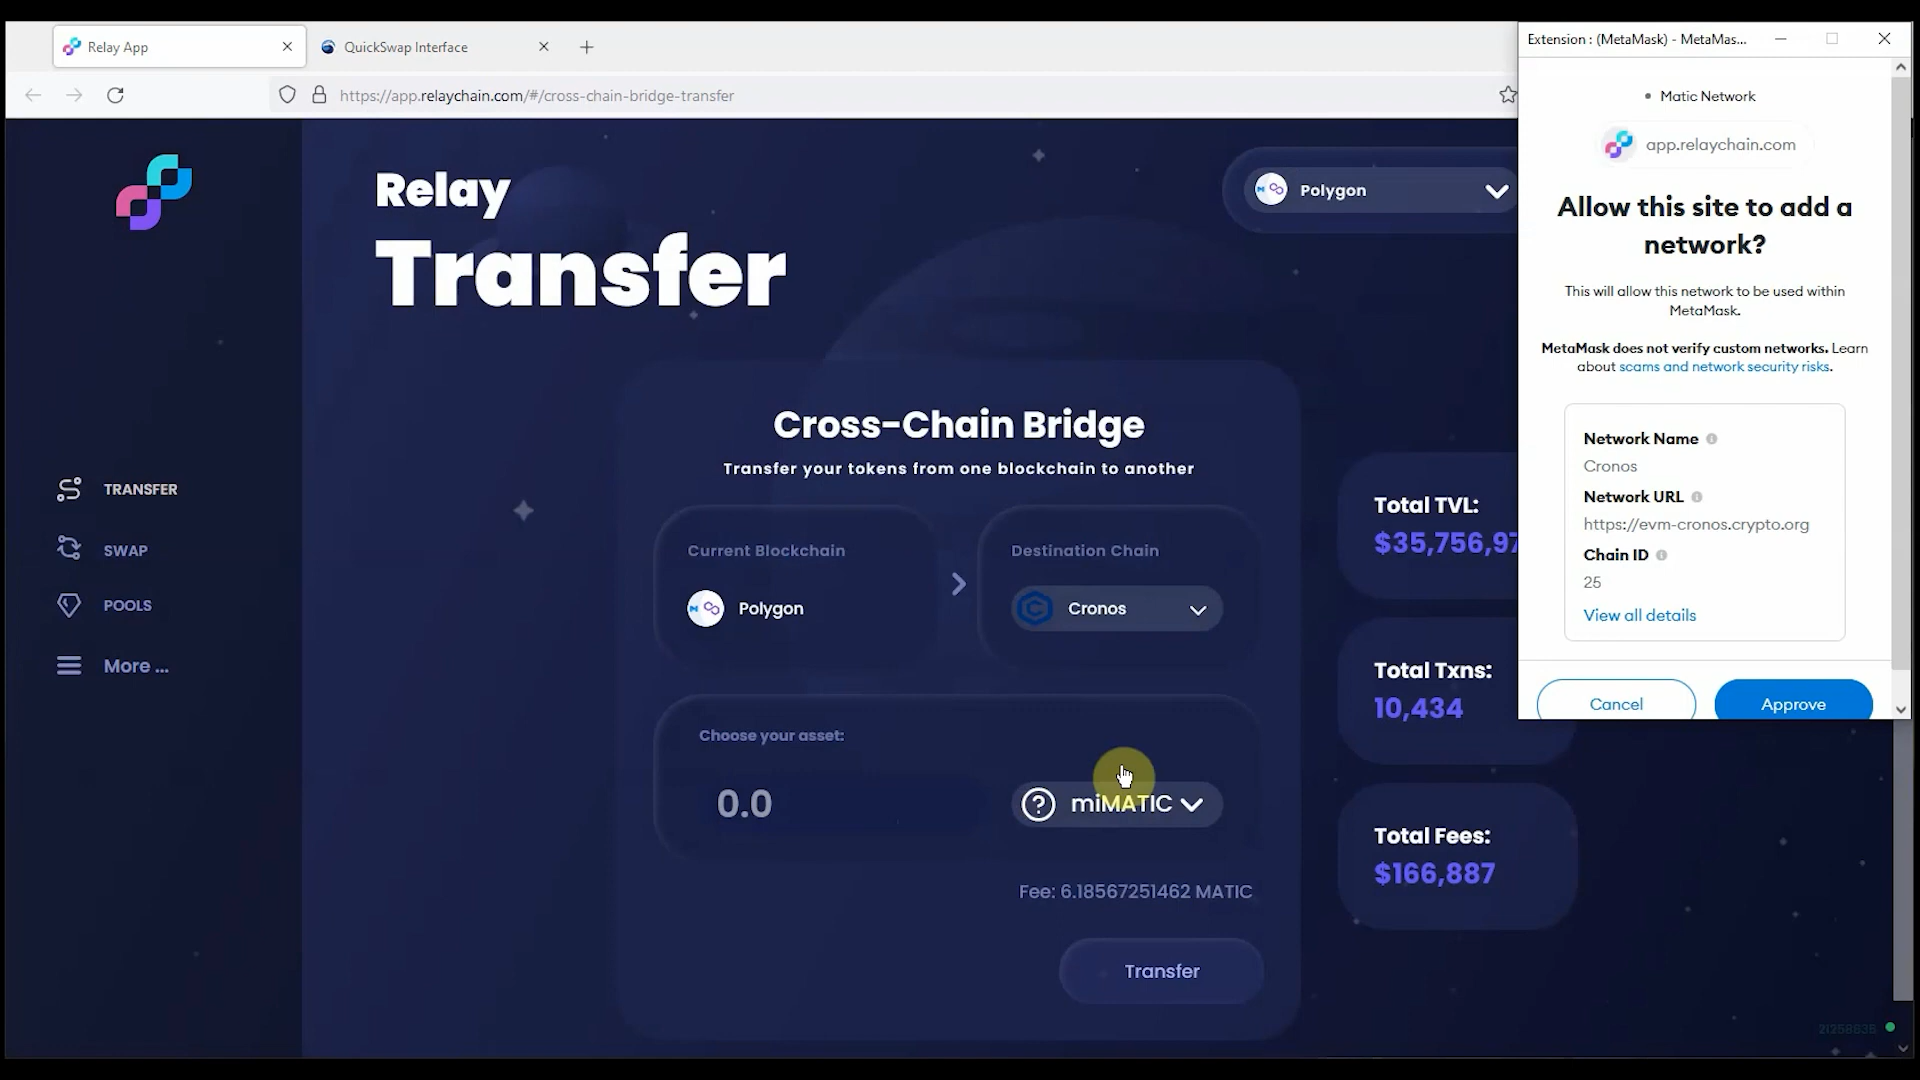 Relay App
QuickSwap Interface
Extension : (MetaMask) - MetaMas...
https://app.relaychain.com/#/cross-chain-bridge-transfer
Matic Network
app.relaychain.com
Allow this site to add a
network?
This will allow this network to be used within
MetaMask.
MetaMask does not verify custom networks. Learn
about scams and network security risks.
Network Name
Cronos
Network URL
https://evm-cronos.crypto.org
Chain ID
25
View all details
Cancel
Approve
Relay
Transfer
Polygon
TRANSFER
SWAP
POOLS
More ...
Cross-Chain Bridge
Transfer your tokens from one blockchain to another
Current Blockchain
Polygon
Destination Chain
Cronos
Choose your asset:
0.0
miMATIC
Fee: 6.18567251462 MATIC
Transfer
Total TVL:
$35,756,97
Total Txns:
10,434
Total Fees:
$166,887